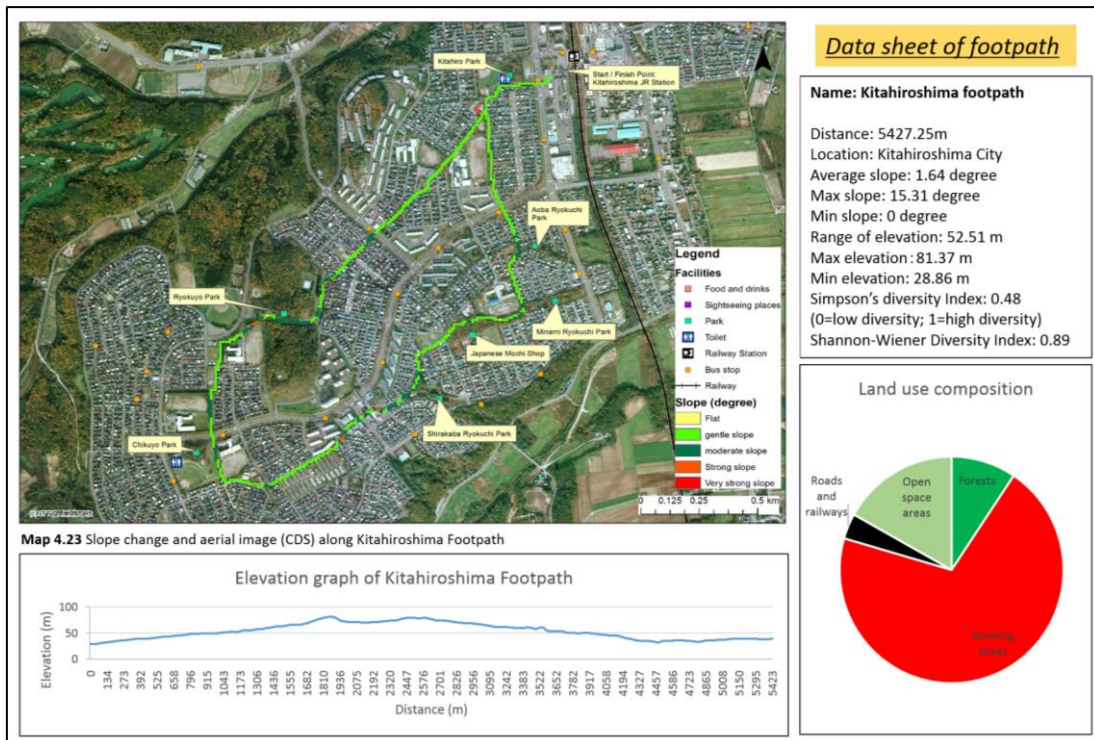 Data sheet of footpath
Kitahiro Park
Start / Finish Point:
Kitahiroshima JR Station
Aoba Ryokuchi
Park
Ryokuyo Park
Minami Ryokuchi Park
Japanese Mochi Shop
Shirakaba Ryokuchi Park
Chikuyo Park
Legend
Facilities
Food and drinks
Sightseeing places
Park
Toilet
Railway Station
Bus stop
Railway
Slope (degree)
Flat
gentle slope
moderate slope
Strong slope
Very strong slope
0 0.125 0.25 0.5 km
Map 4.23 Slope change and aerial image (CDS) along Kitahiroshima Footpath
Name: Kitahiroshima footpath
Distance: 5427.25m
Location: Kitahiroshima City
Average slope: 1.64 degree
Max slope: 15.31 degree
Min slope: 0 degree
Range of elevation: 52.51 m
Max elevation: 81.37 m
Min elevation: 28.86 m
Simpson's diversity Index: 0.48
(0=low diversity; 1=high diversity)
Shannon-Wiener Diversity Index: 0.89
Elevation graph of Kitahiroshima Footpath
Elevation (m)
100
50
0
0 134 273 392 525 658 796 915 1043 1173 1306 1436 1555 1682 1810 1936 2075 2192 2320 2447 2576 2701 2826 2956 3095 3242 3383 3522 3652 3782 3917 4058 4194 4327 4457 4586 4723 4865 5008 5150 5295 5423
Distance (m)
Land use composition
Roads and
railways
Open
space
areas
Forests
Building
areas